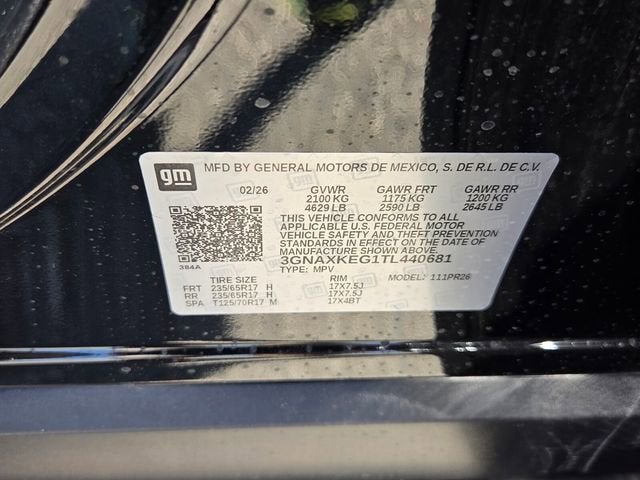 gm MFD BY GENERAL MOTORS DE MEXICO, S. DE R.L. DE C.V.
02/26 GVWR GAWR FRT GAWR RR
2100 KG 1175 KG 1200 KG
4629 LB 2590 LB 2645 LB
THIS VEHICLE CONFORMS TO ALL
APPLICABLE U.S. FEDERAL MOTOR
VEHICLE SAFETY AND THEFT PREVENTION
STANDARDS IN EFFECT ON THE DATE OF
MANUFACTURE SHOWN ABOVE.
3GNAXKEG1TL440681
384A TYPE: MPV
TIRE SIZE RIM MODEL: 111PR26
FRT 235/65R17 H 17X7.5J
RR 235/65R17 H 17X7.5J
SPA T125/70R17 M 17X4BT